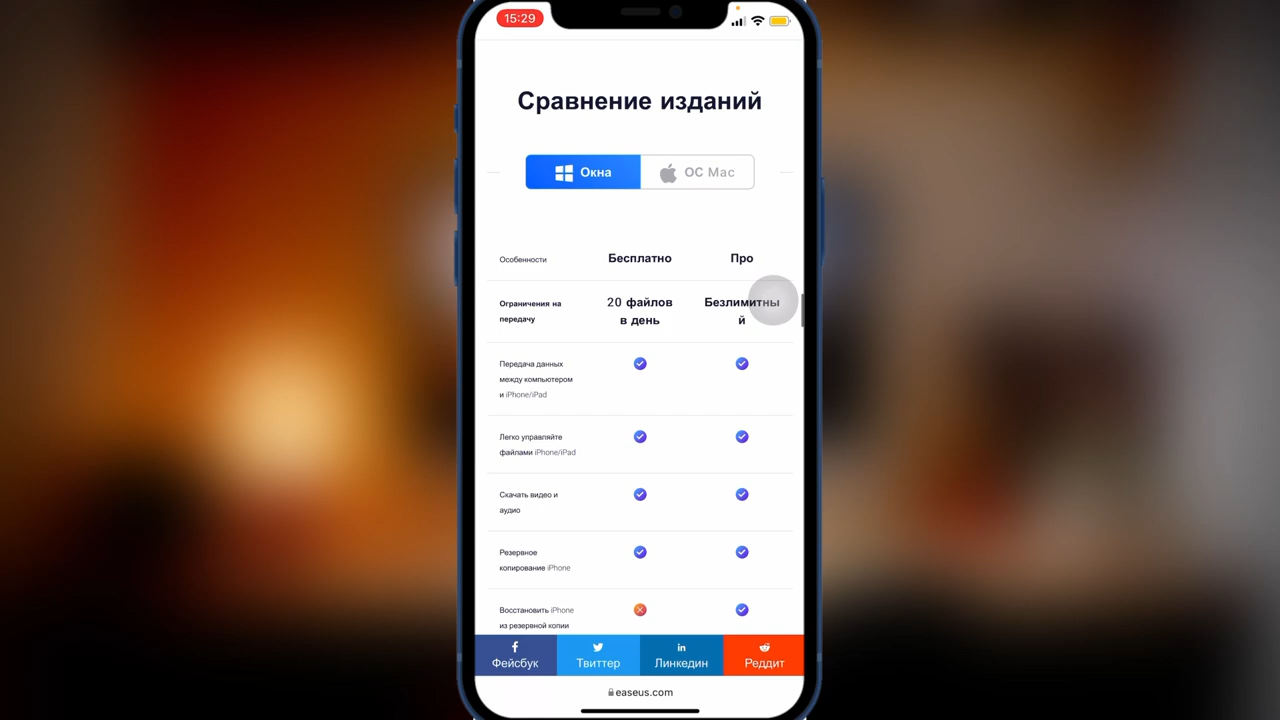 15:29
Сравнение изданий
Окна
ОС Mac
Особенности
Бесплатно
Про
Ограничения на
передачу
20 файлов
в день
Безлимитны
й
Передача данных
между компьютером
и iPhone/iPad
Легко управляйте
файлами iPhone/iPad
Скачать видео и
аудио
Резервное
копирование iPhone
Восстановить iPhone
из резервной копии
Фейсбук
Твиттер
Линкедин
Реддит
easeus.com